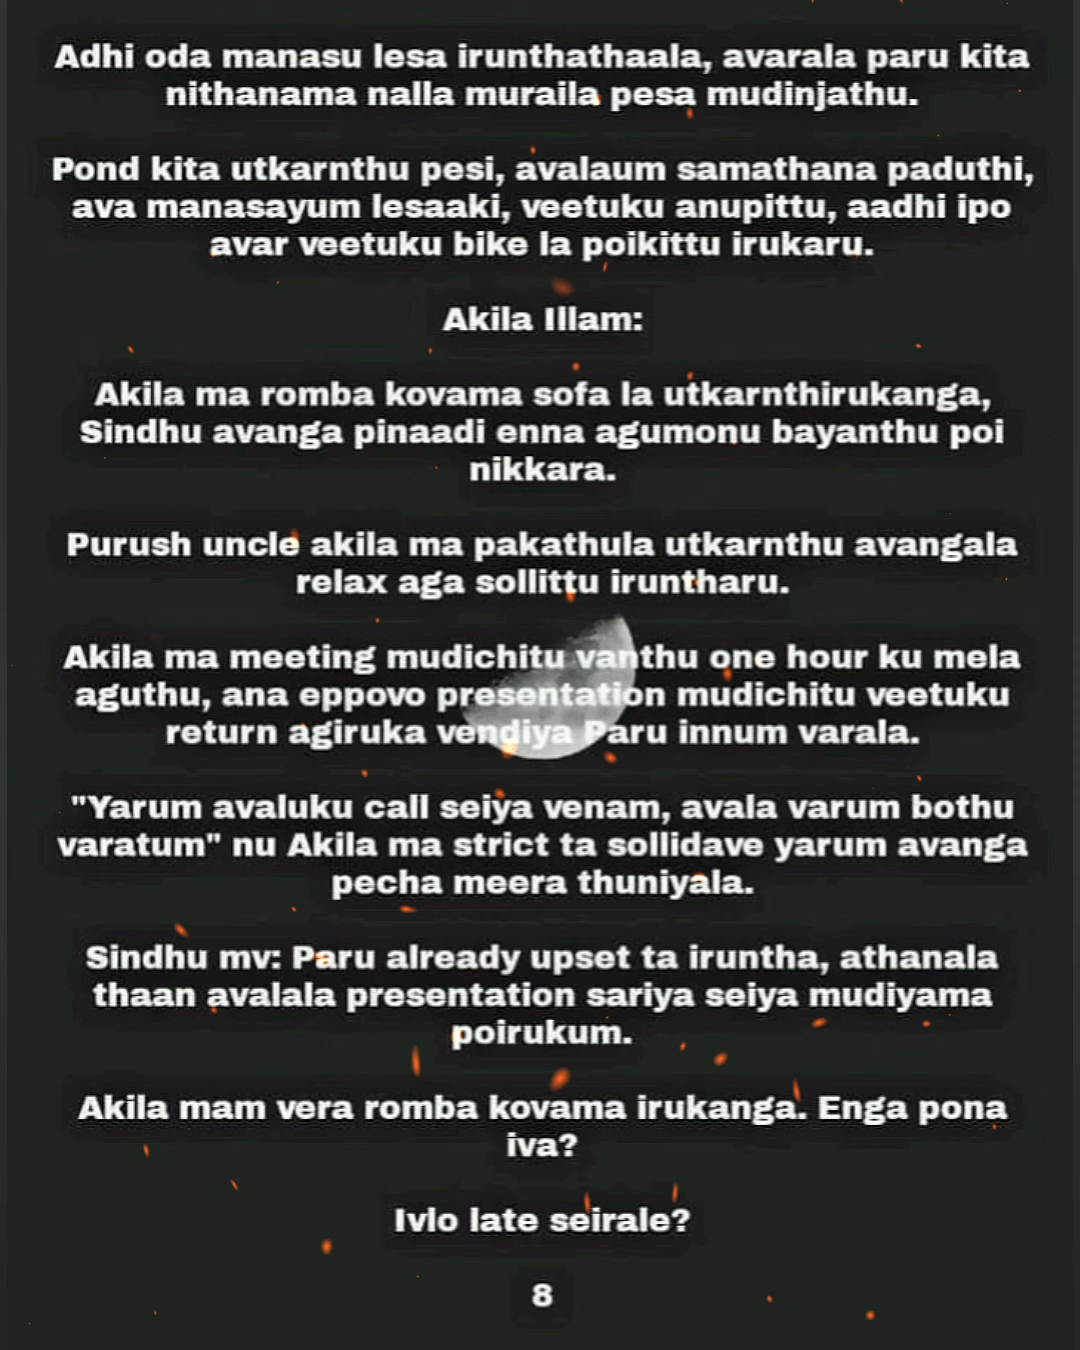 Adhi oda manasu lesa irunthathaala, avarala paru kita
nithanama nalla muraila pesa mudinjathu.
Pond kita utkarnthu pesi, avalaum samathana paduthi,
ava manasayum lesaaki, veetuku anupittu, aadhi ipo
avar veetuku bike la poikittu irukaru.
Akila Illam:
Akila ma romba kovama sofa la utkarnthirukanga,
Sindhu avanga pinaadi enna agumonu bayanthu poi
nikkara.
Purush uncle akila ma pakathula utkarnthu avangala
relax aga sollittu iruntharu.
Akila ma meeting mudichitu vanthu one hour ku mela
aguthu, ana eppovo presentation mudichitu veetuku
return agiruka vendiya Paru innum varala.
"Yarum avaluku call seiya venam, avala varum bothu
varatum" nu Akila ma strict ta sollidave yarum avanga
pecha meera thuniyala.
Sindhu mv: Paru already upset ta iruntha, athanala
thaan avalala presentation sariya seiya mudiyama
poirukum.
Akila mam vera romba kovama irukanga. Enga pona
iva?
Ivlo late seirale?
8